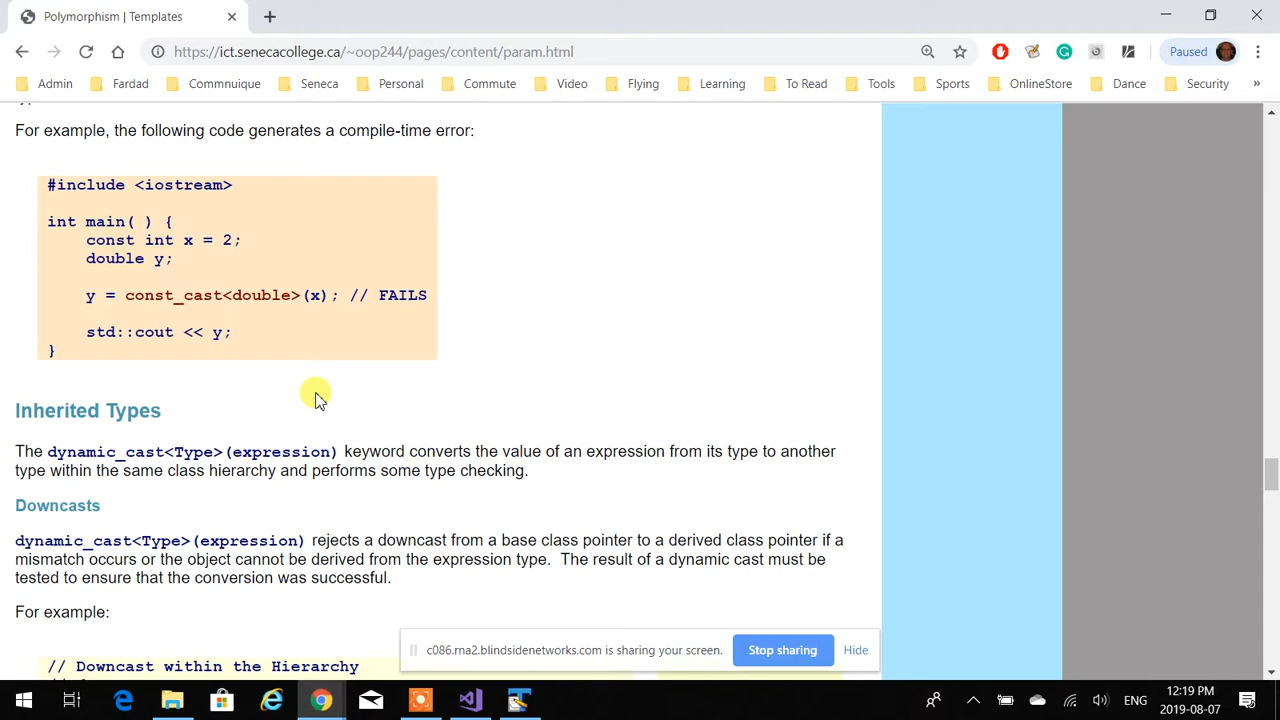 Polymorphism | Templates
https://ict.senecacollege.ca/~oop244/pages/content/param.html
Paused
Admin Fardad Commnuique Seneca Personal Commute Video Flying Learning To Read Tools Sports OnlineStore Dance Security »
For example, the following code generates a compile-time error:
#include <iostream>
int main( ) {
const int x = 2;
double y;
y = const_cast<double>(x); // FAILS
std::cout << y;
}
Inherited Types
The dynamic_cast<Type>(expression) keyword converts the value of an expression from its type to another
type within the same class hierarchy and performs some type checking.
Downcasts
dynamic_cast<Type>(expression) rejects a downcast from a base class pointer to a derived class pointer if a
mismatch occurs or the object cannot be derived from the expression type. The result of a dynamic cast must be
tested to ensure that the conversion was successful.
For example:
c086.rna2.blindsidenetworks.com is sharing your screen. Stop sharing Hide
// Downcast within the Hierarchy
ENG
12:19 PM
2019-08-07